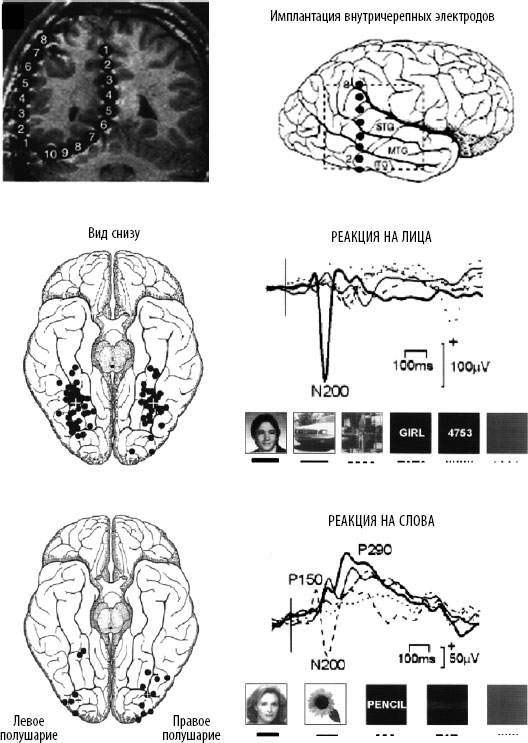 Имплантация внутричерепных электродов
8
7
6
5
4
3
2
1
10
9
8
7
6
5
4
3
2
1
8
STG
MTG
ITG
2
Вид снизу
РЕАКЦИЯ НА ЛИЦА
N200
100ms
+
100μV
GIRL
4753
РЕАКЦИЯ НА СЛОВА
P150
P290
N200
100ms
+
50μV
PENCIL
Левое
полушарие
Правое
полушарие